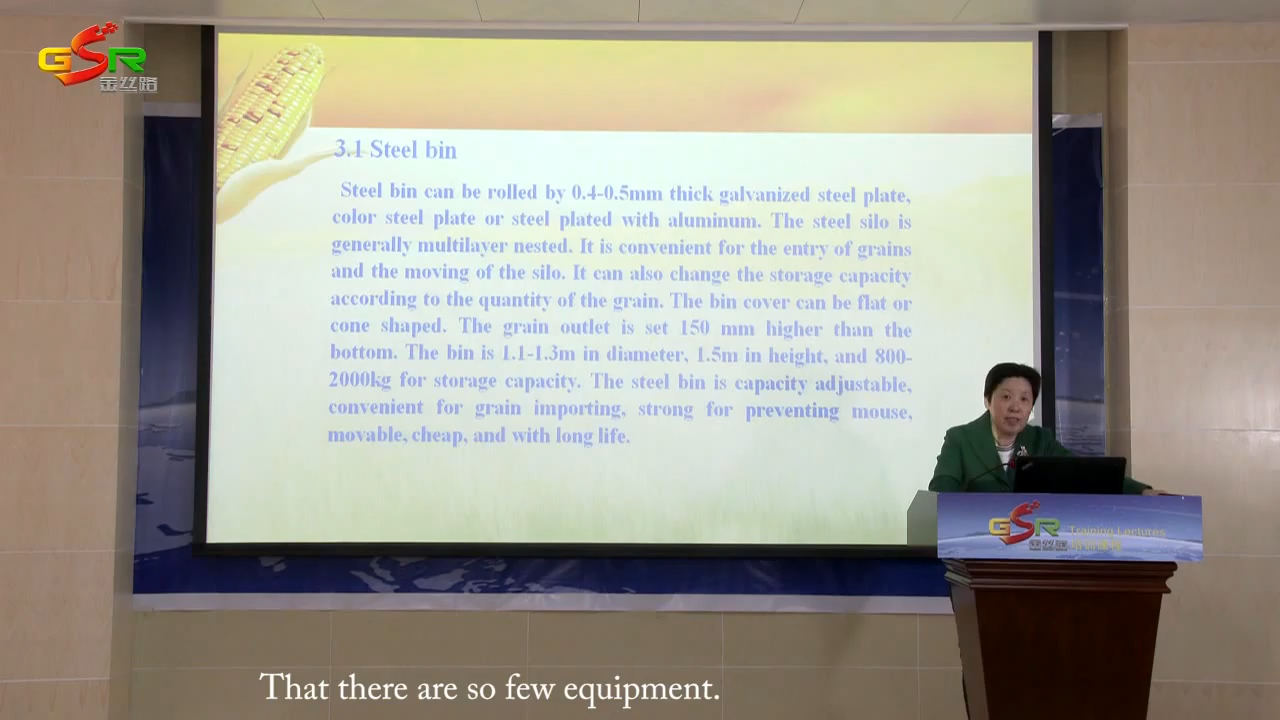 GSR
金丝路
3.1 Steel bin
Steel bin can be rolled by 0.4-0.5mm thick galvanized steel plate,
color steel plate or steel plated with aluminum. The steel silo is
generally multilayer nested. It is convenient for the entry of grains
and the moving of the silo. It can also change the storage capacity
according to the quantity of the grain. The bin cover can be flat or
cone shaped. The grain outlet is set 150 mm higher than the
bottom. The bin is 1.1-1.3m in diameter, 1.5m in height, and 800-
2000kg for storage capacity. The steel bin is capacity adjustable,
convenient for grain importing, strong for preventing mouse,
movable, cheap, and with long life.
GSR Training Lectures
金丝路
That there are so few equipment.